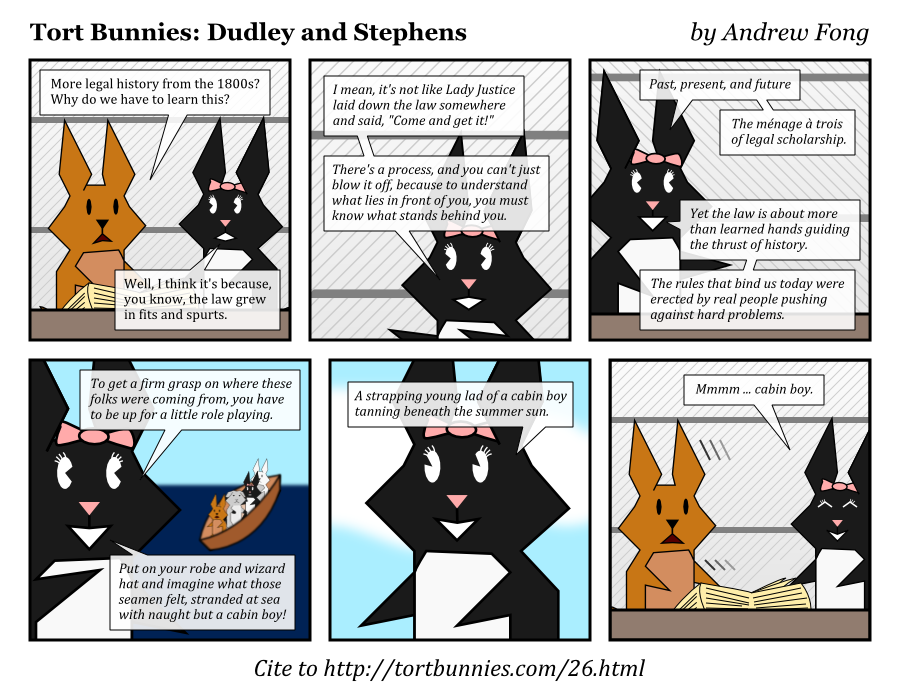 Tort Bunnies: Dudley and Stephens
by Andrew Fong
More legal history from the 1800s?
Why do we have to learn this?
Well, I think it's because,
you know, the law grew
in fits and spurts.
I mean, it's not like Lady Justice
laid down the law somewhere
and said, "Come and get it!"
There's a process, and you can't just
blow it off, because to understand
what lies in front of you, you must
know what stands behind you.
Past, present, and future
The ménage à trois
of legal scholarship.
Yet the law is about more
than learned hands guiding
the thrust of history.
The rules that bind us today were
erected by real people pushing
against hard problems.
To get a firm grasp on where these
folks were coming from, you have
to be up for a little role playing.
Put on your robe and wizard
hat and imagine what those
seamen felt, stranded at sea
with naught but a cabin boy!
A strapping young lad of a cabin boy
tanning beneath the summer sun.
Mmmm ... cabin boy.
Cite to http://tortbunnies.com/26.html